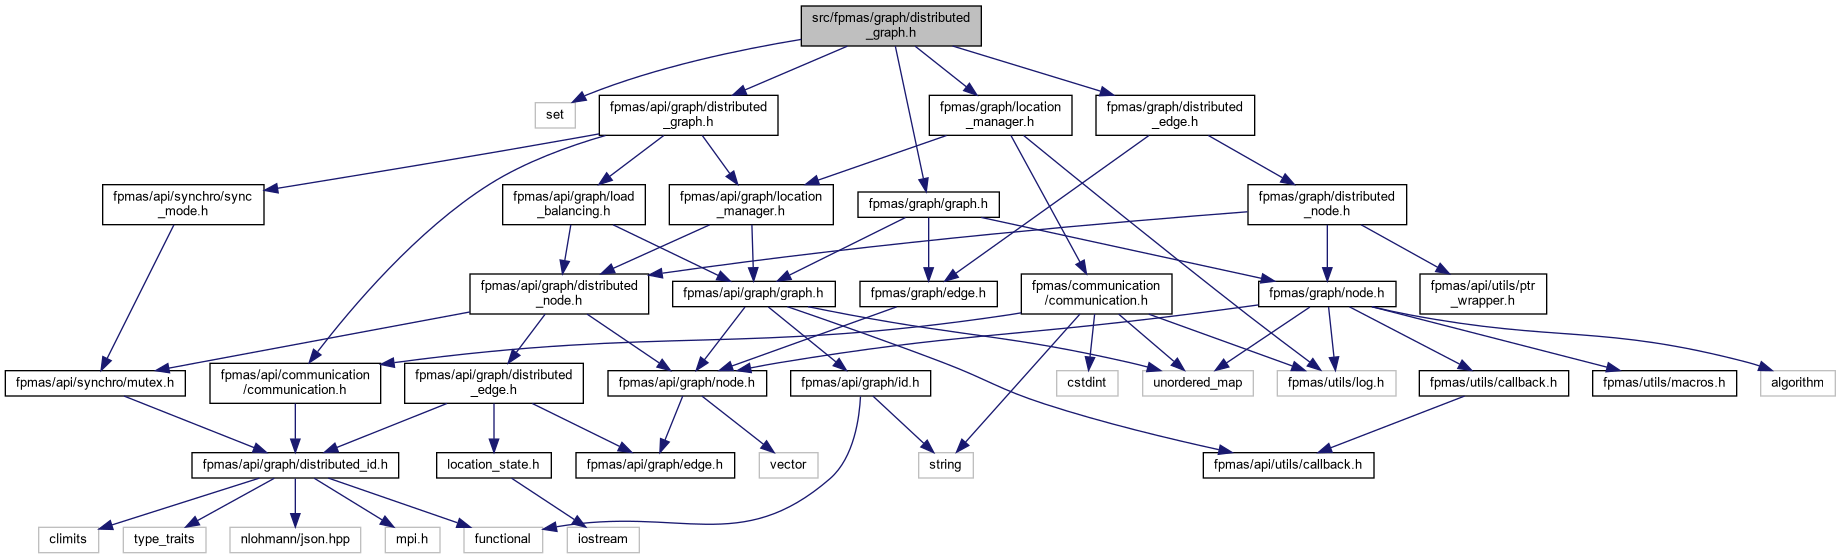 src/fpmas/graph/distributed
_graph.h
set
fpmas/api/graph/distributed
_graph.h
fpmas/graph/location
_manager.h
fpmas/graph/distributed
_edge.h
fpmas/api/synchro/sync
_mode.h
fpmas/api/graph/load
_balancing.h
fpmas/api/graph/location
_manager.h
fpmas/graph/graph.h
fpmas/graph/distributed
_node.h
fpmas/api/graph/distributed
_node.h
fpmas/api/graph/graph.h
fpmas/graph/edge.h
fpmas/communication
/communication.h
fpmas/graph/node.h
fpmas/api/utils/ptr
_wrapper.h
fpmas/api/synchro/mutex.h
fpmas/api/communication
/communication.h
fpmas/api/graph/distributed
_edge.h
fpmas/api/graph/node.h
fpmas/api/graph/id.h
cstdint
unordered_map
fpmas/utils/log.h
fpmas/utils/callback.h
fpmas/utils/macros.h
algorithm
fpmas/api/graph/distributed_id.h
location_state.h
fpmas/api/graph/edge.h
vector
string
fpmas/api/utils/callback.h
climits
type_traits
nlohmann/json.hpp
mpi.h
functional
iostream